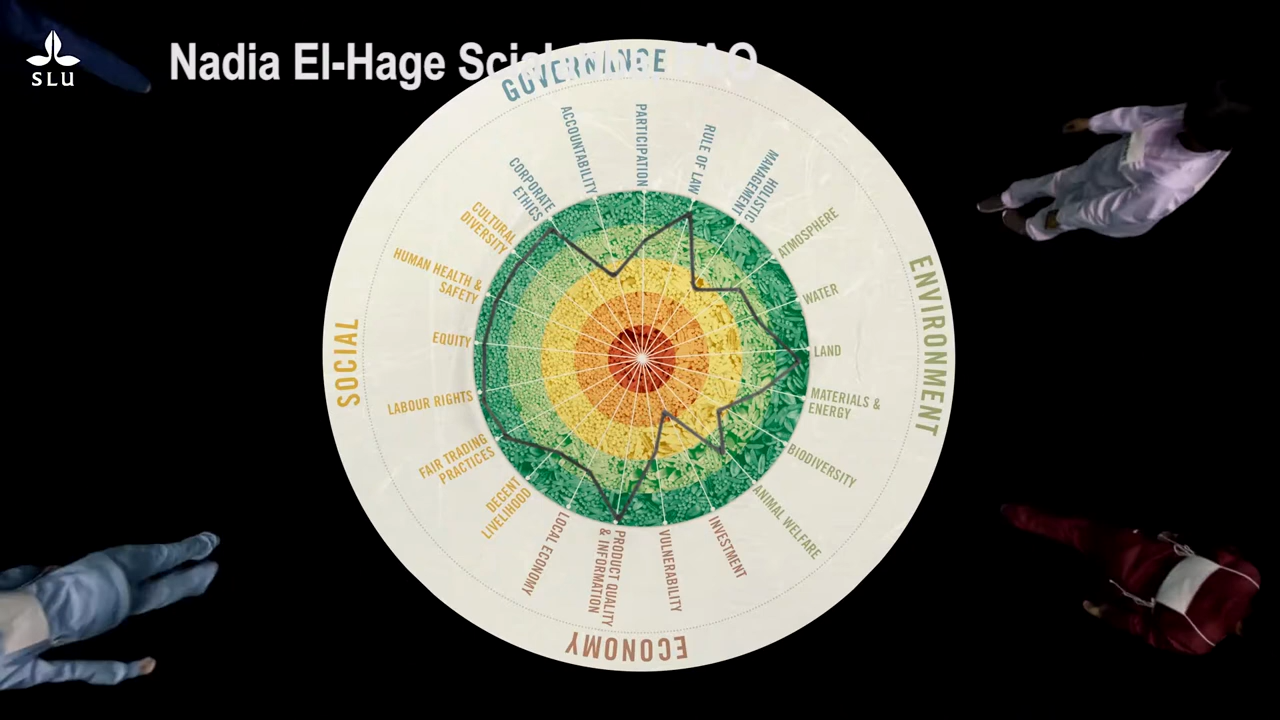 SLU
Nadia El-Hage
GOVERNANCE
CORPORATE
ETHICS
ACCOUNTABILITY
PARTICIPATION
RULE OF LAW
HOLISTIC
MANAGEMENT
ENVIRONMENT
ATMOSPHERE
WATER
LAND
MATERIALS &
ENERGY
BIODIVERSITY
ANIMAL WELFARE
ECONOMY
INVESTMENT
VULNERABILITY
PRODUCT QUALITY
& INFORMATION
LOCAL ECONOMY
SOCIAL
DECENT
LIVELIHOOD
FAIR TRADING
PRACTICES
LABOUR RIGHTS
EQUITY
HUMAN HEALTH &
SAFETY
CULTURAL
DIVERSITY